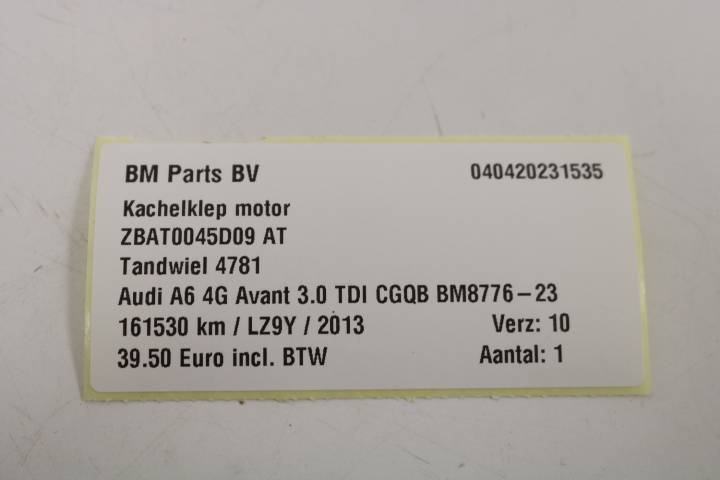 BM Parts BV 040420231535
Kachelklep motor
ZBAT0045D09 AT
Tandwiel 4781
Audi A6 4G Avant 3.0 TDI CGQB BM8776-23
161530 km / LZ9Y / 2013 Verz: 10
39.50 Euro incl. BTW Aantal: 1